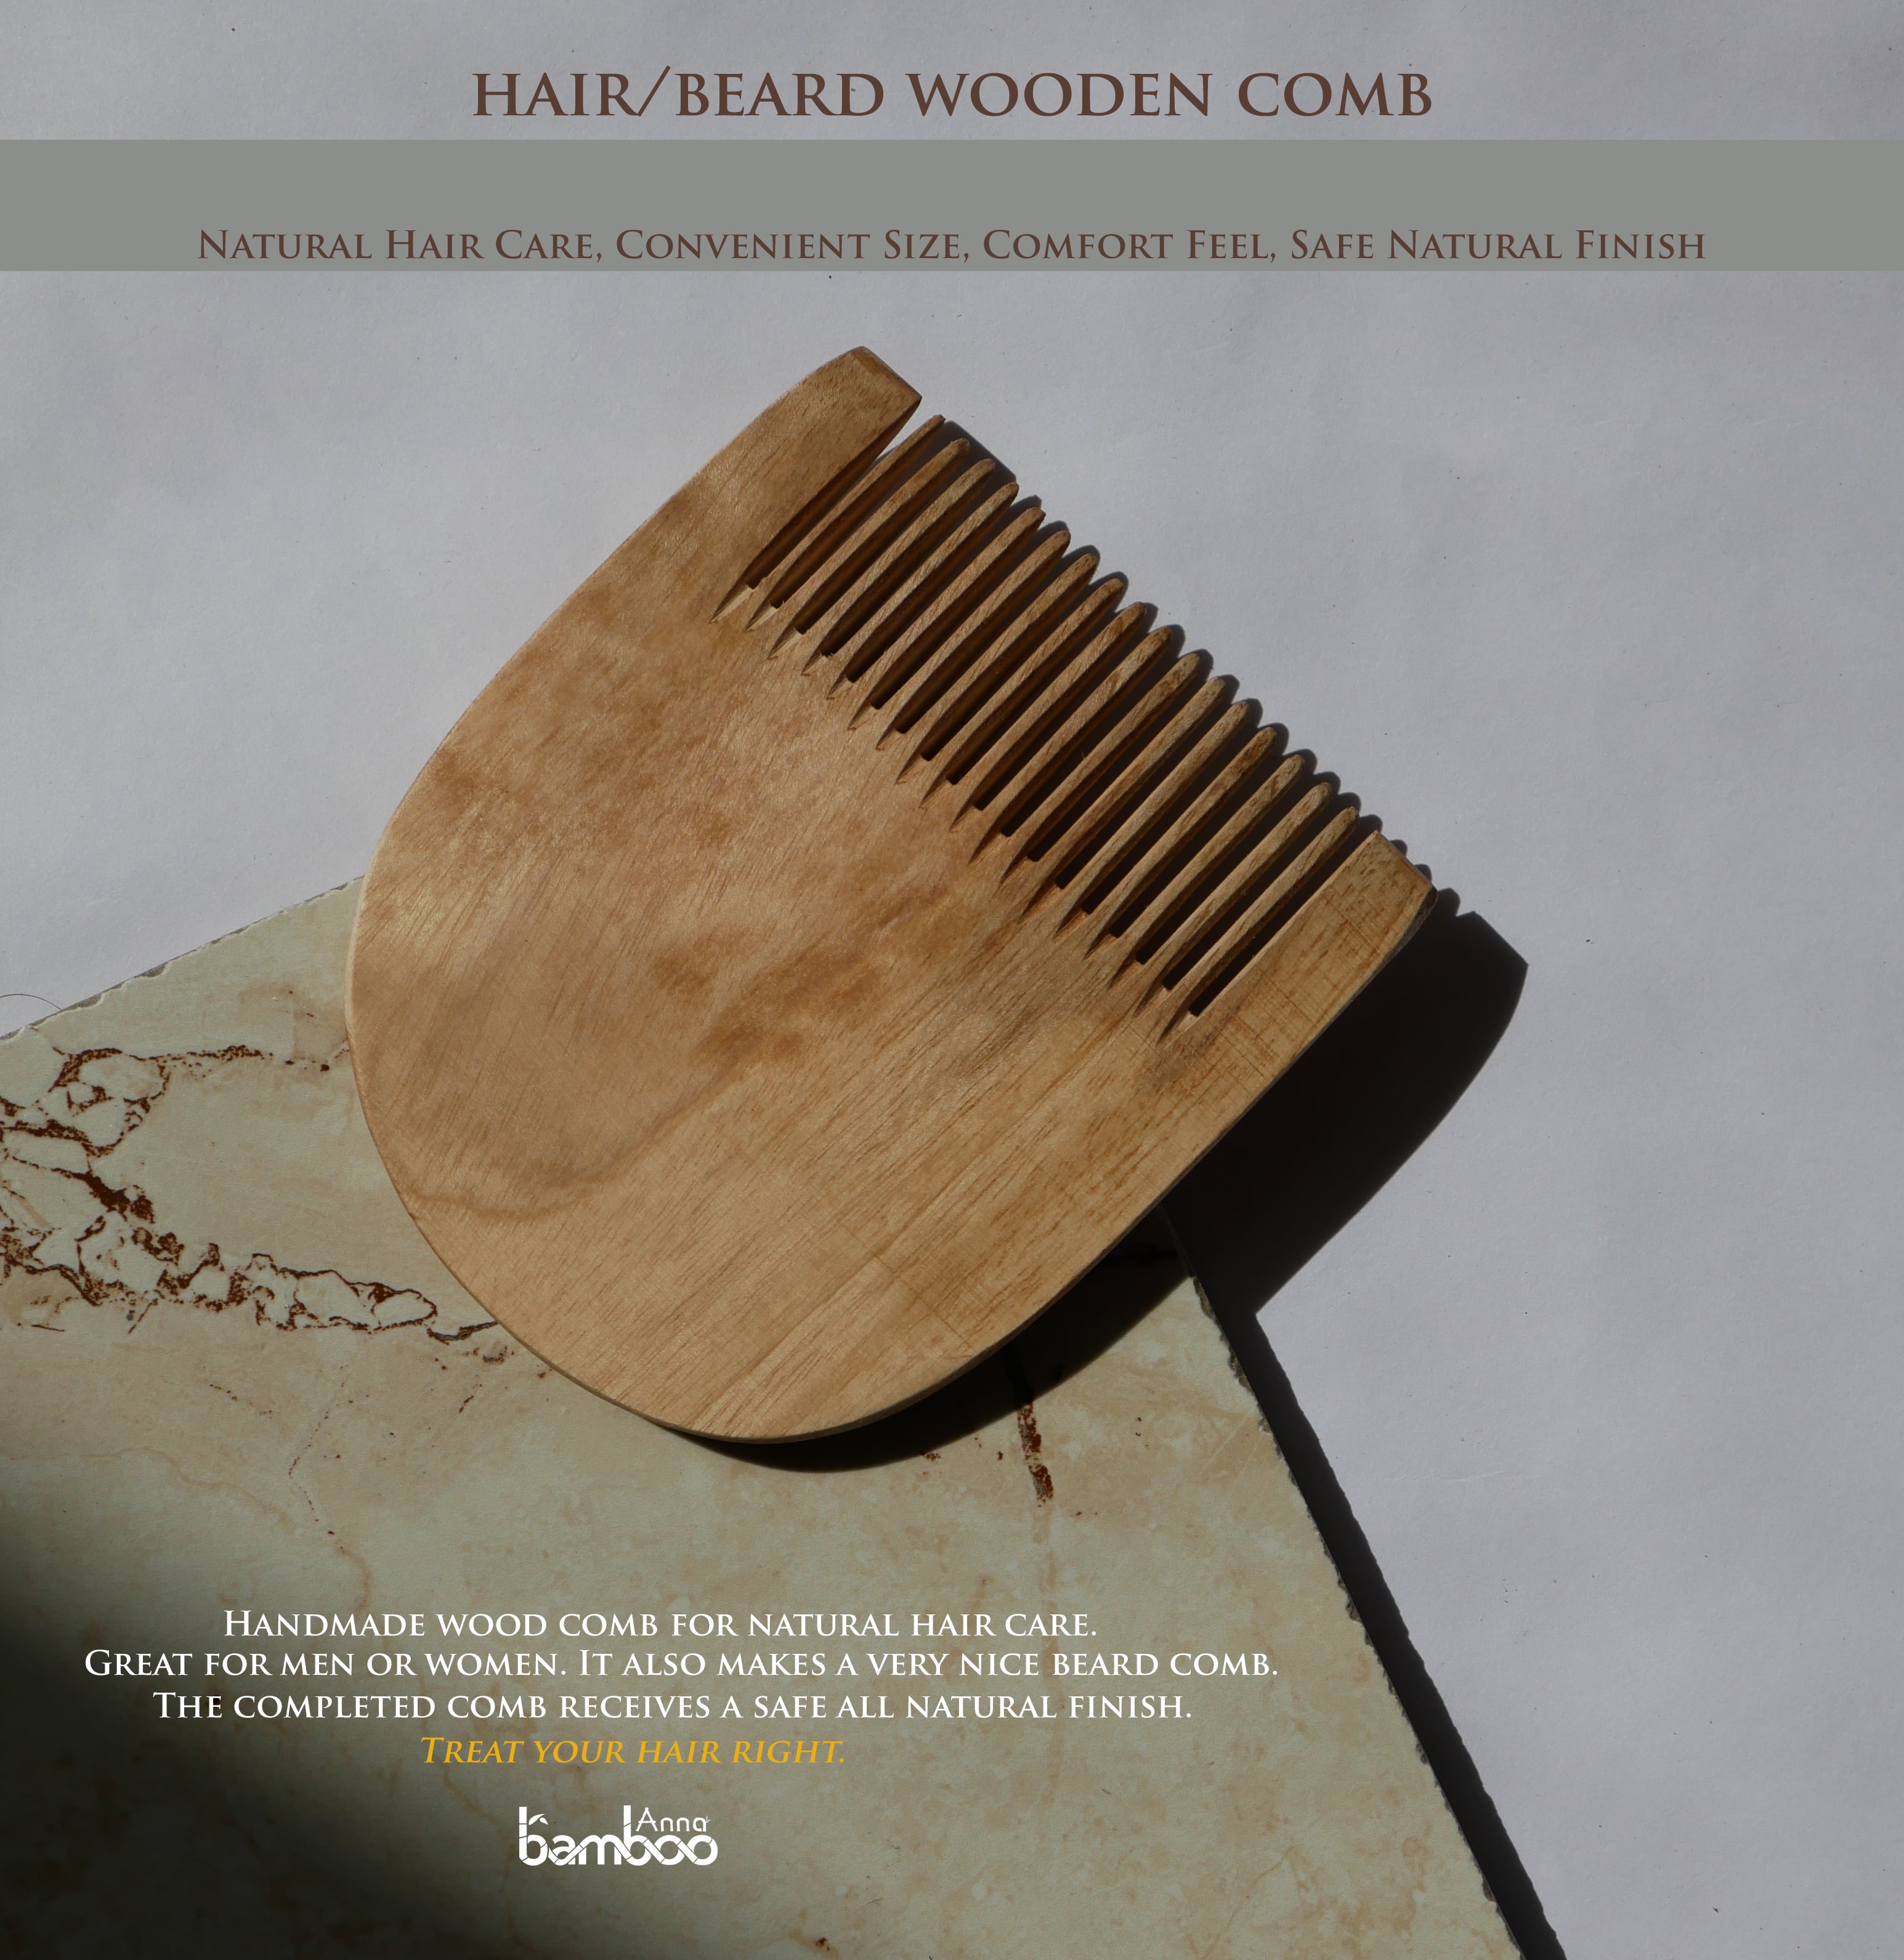 HAIR/BEARD WOODEN COMB
Natural Hair Care, Convenient Size, Comfort Feel, Safe Natural Finish
Handmade wood comb for natural hair care.
Great for men or women. It also makes a very nice beard comb.
The completed comb receives a safe all natural finish.
Treat your hair right.
Anna
bamboo